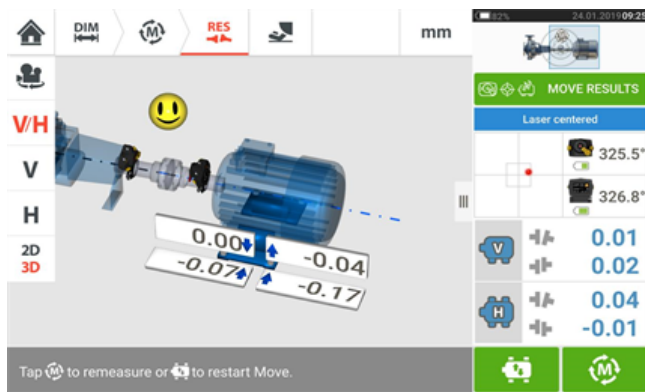 DIM
M
RES
mm
82%
24.01.2019 09:25
MOVE RESULTS
Laser centered
325.5°
326.8°
V/H
V
H
2D
3D
0.00
-0.04
-0.07
-0.17
V
0.01
0.02
H
0.04
-0.01
Tap M to remeasure or to restart Move.
M